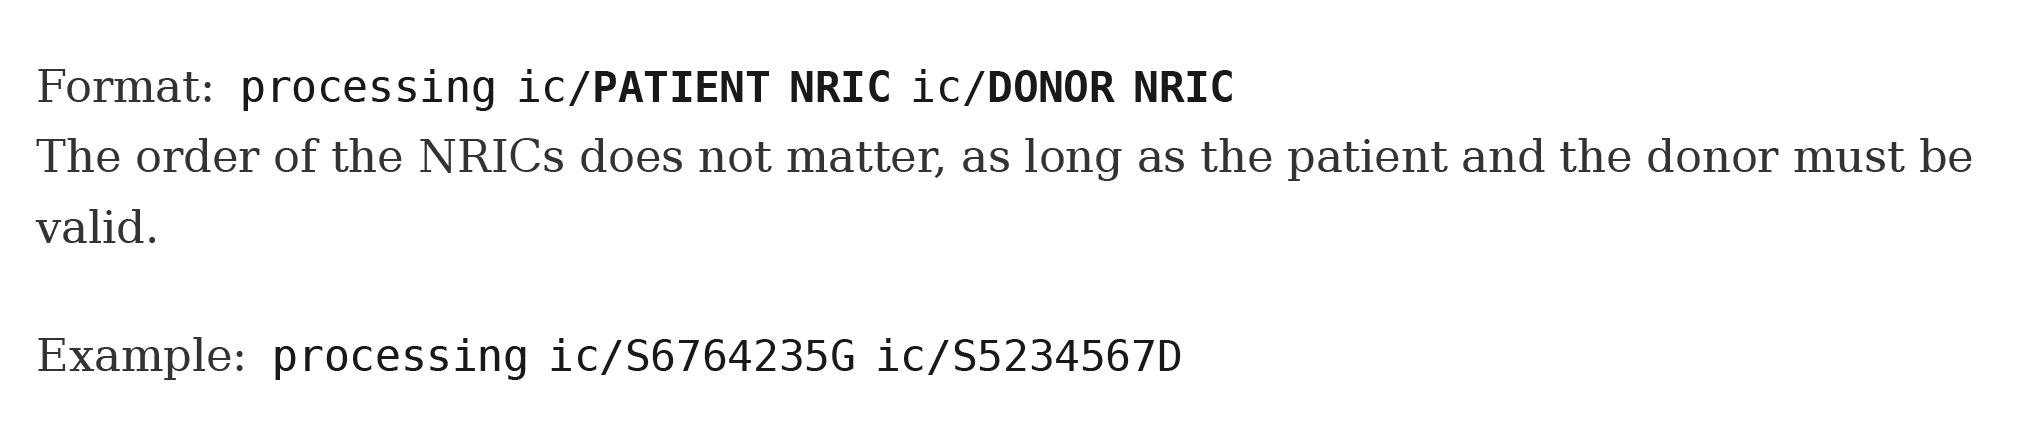 Format: processing ic/PATIENT NRIC ic/DONOR NRIC
The order of the NRICs does not matter, as long as the patient and the donor must be
valid.
Example: processing ic/S6764235G ic/S5234567D